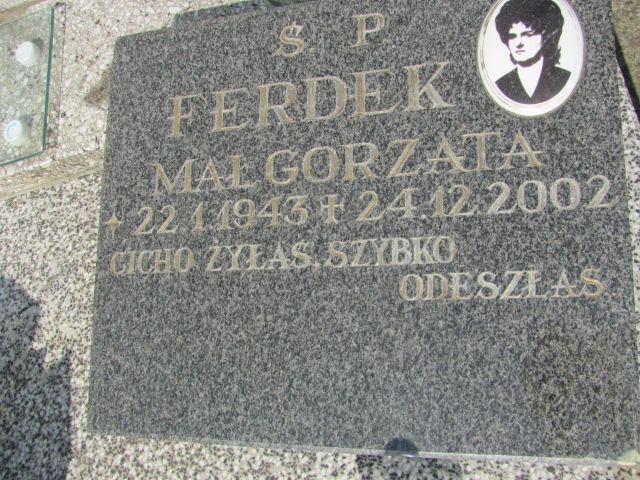 Ś. P.
FERDEK
MAŁGORZATA
✦ 22.1.1943 ✝ 24.12.2002
CICHO ŻYŁAŚ. SZYBKO
ODESZŁAŚ.